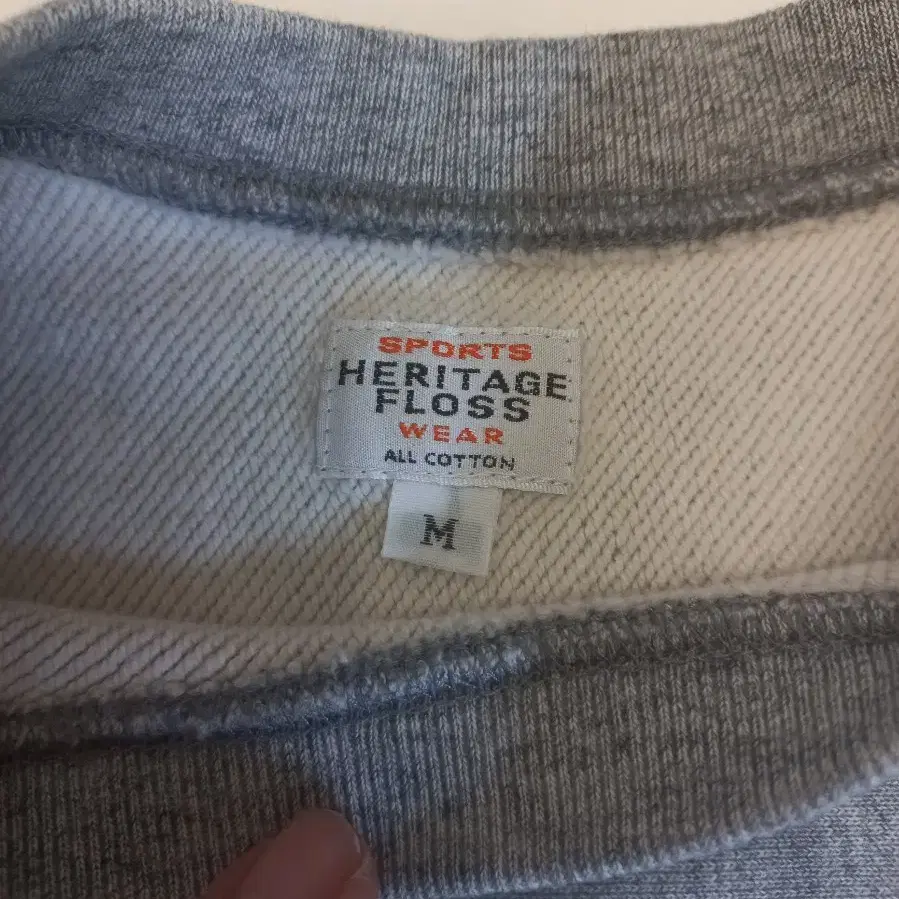 SPORTS
HERITAGE
FLOSS
WEAR
ALL COTTON
M